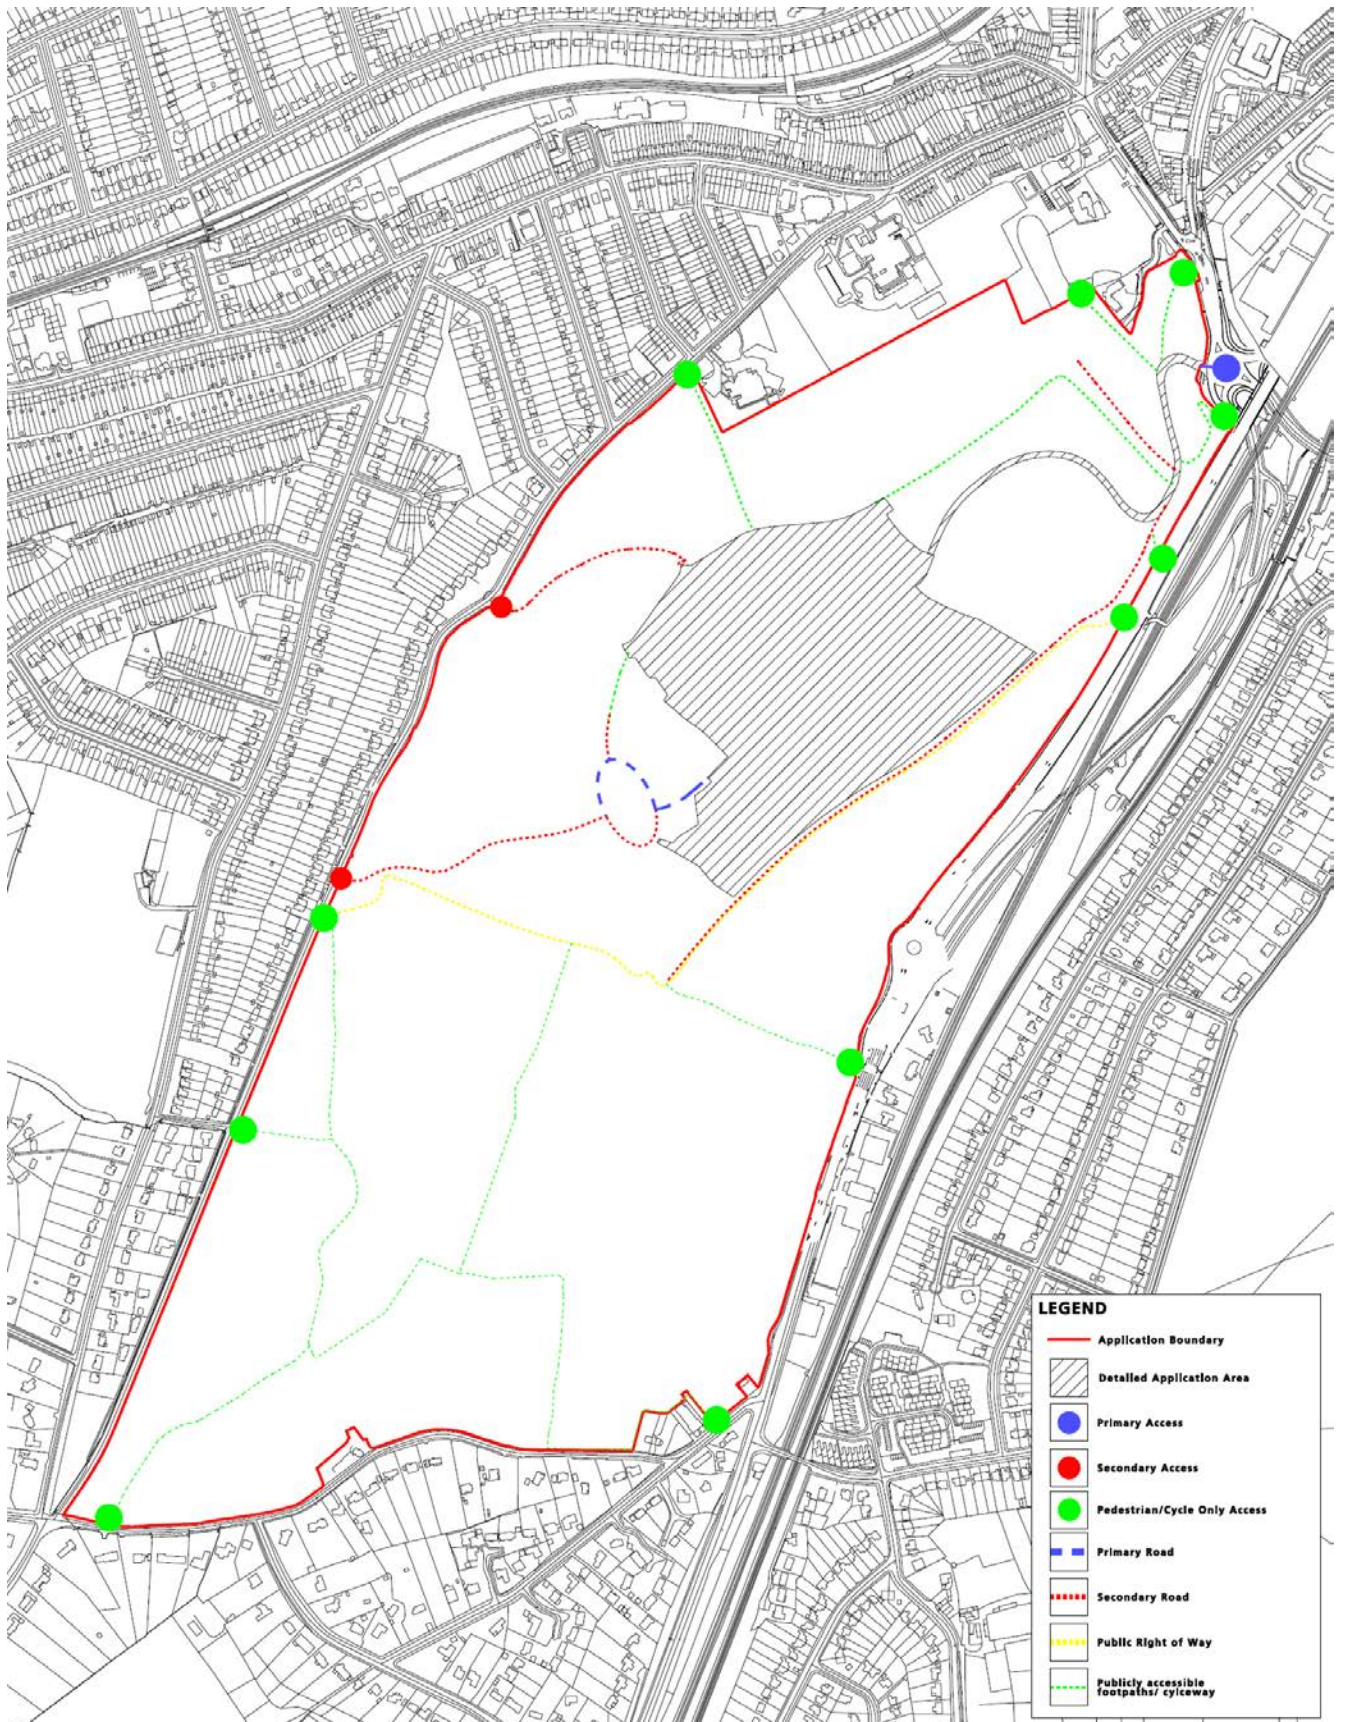 LEGEND
Application Boundary
Detailed Application Area
Primary Access
Secondary Access
Pedestrian/Cycle Only Access
Primary Road
Secondary Road
Public Right of Way
Publicly accessible
footpaths/ cylceway